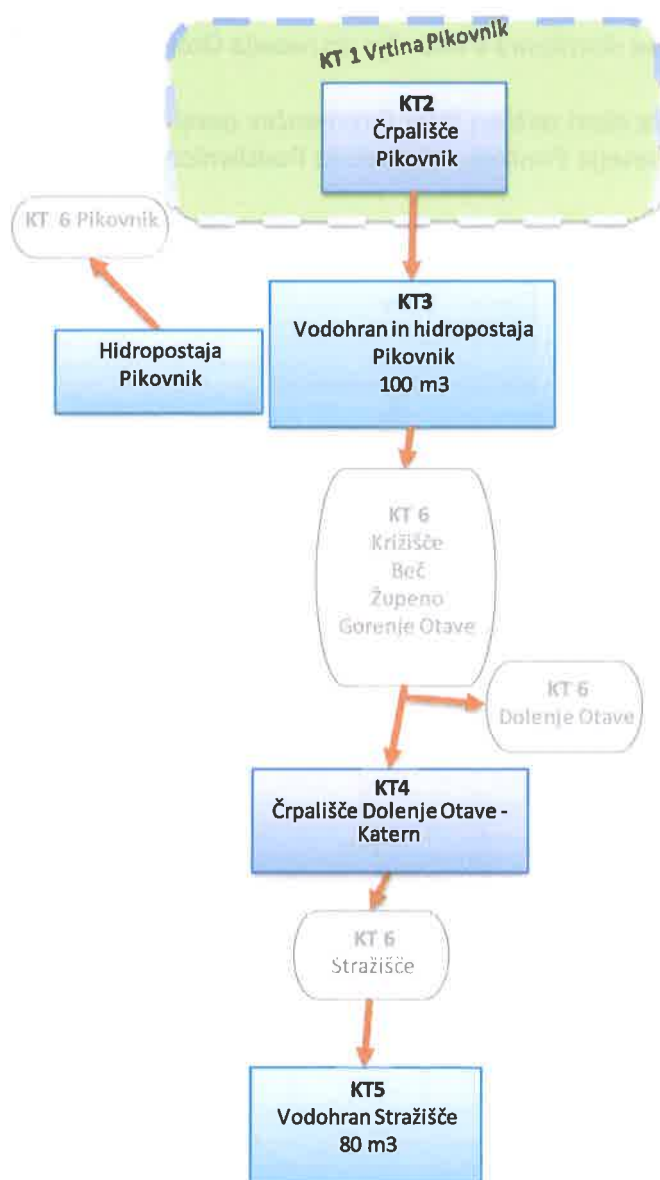 KT 1 Vrtina Pikovnik
KT2
Črpališče
Pikovnik
KT 6 Pikovnik
KT3
Vodohran in hidropostaja
Pikovnik
100 m3
Hidropostaja
Pikovnik
KT 6
Križišče
Beč
Župeno
Gorenje Otave
KT 6
Dolenje Otave
KT4
Črpališče Dolenje Otave -
Katern
KT 6
Stražišče
KT5
Vodohran Stražišče
80 m3